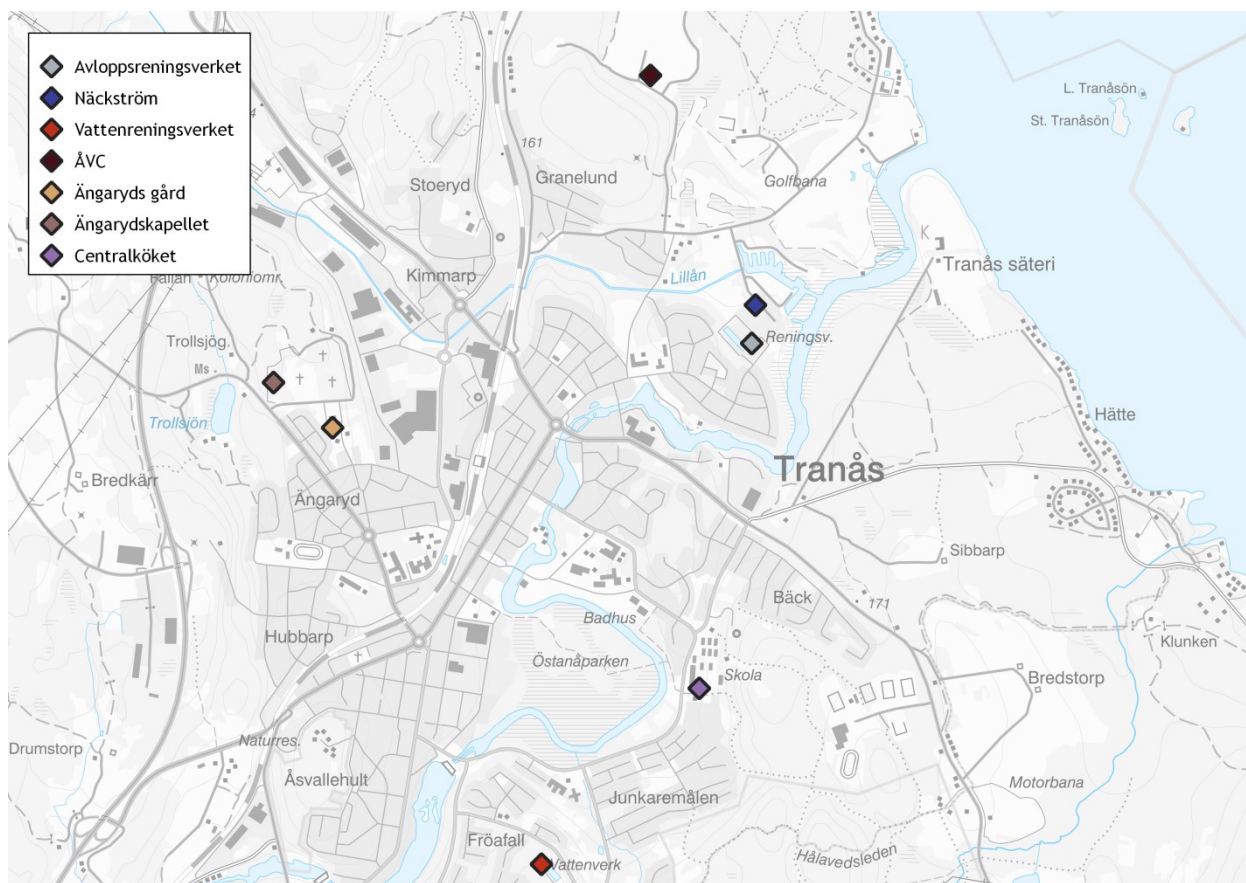 Avloppsreningsverket
Näckström
Vattenreningsverket
ÅVC
Ängaryds gård
Ängarydskapellet
Centralköket
L. Tranåsön
St. Tranåsön
161
Stoeryd
Granelund
Golfbana
K
Tranås säteri
Koloniomr.
Kimmarp
Lillån
Reningsv.
Trollsjög.
Ms
Trollsjön
Hätte
Bredkärr
Tranås
Ängaryd
Sibbarp
Bäck
171
Badhus
Hubbarp
Klunken
Östanåparken
Skola
Bredstorp
Drumstorp
Naturres.
Åsvallehult
Motorbana
Junkaremålen
Fröafall
Hålavedsleden
Vattenverk